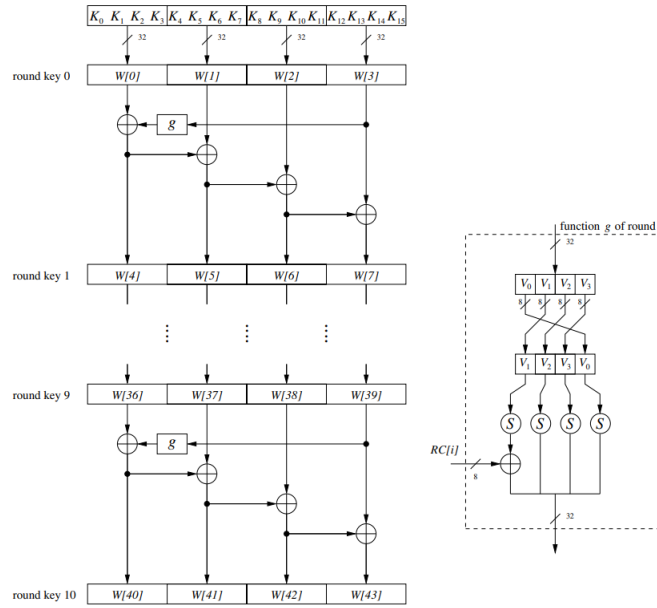 K0 K1 K2 K3 K4 K5 K6 K7 K8 K9 K10 K11 K12 K13 K14 K15
32 32 32 32
round key 0 W[0] W[1] W[2] W[3]
g
function g of round
32
round key 1 W[4] W[5] W[6] W[7]
V0 V1 V2 V3
8 8 8 8
V1 V2 V3 V0
round key 9 W[36] W[37] W[38] W[39]
S S S S
g
RC[i]
8
32
round key 10 W[40] W[41] W[42] W[43]